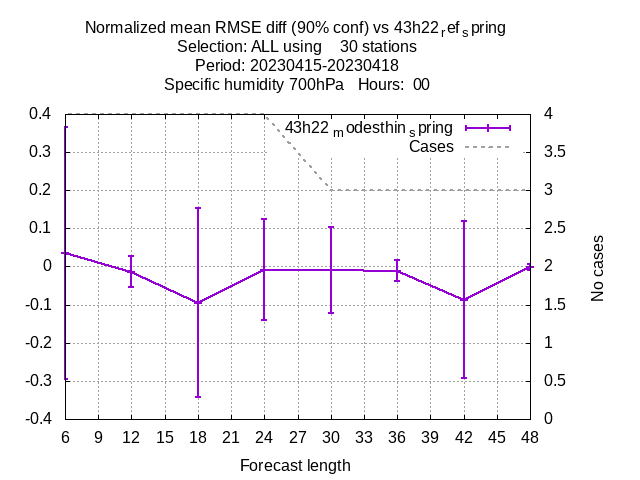 Normalized mean RMSE diff (90% conf) vs 43h22ᵣefₛpring
Selection: ALL using    30 stations
Period: 20230415-20230418
Specific humidity 700hPa   Hours:  00
43h22 ₘodesthinₛpring
Cases
0.4
0.3
0.2
0.1
0
-0.1
-0.2
-0.3
-0.4
4
3.5
3
2.5
2
1.5
1
0.5
0
No cases
6 9 12 15 18 21 24 27 30 33 36 39 42 45 48
Forecast length